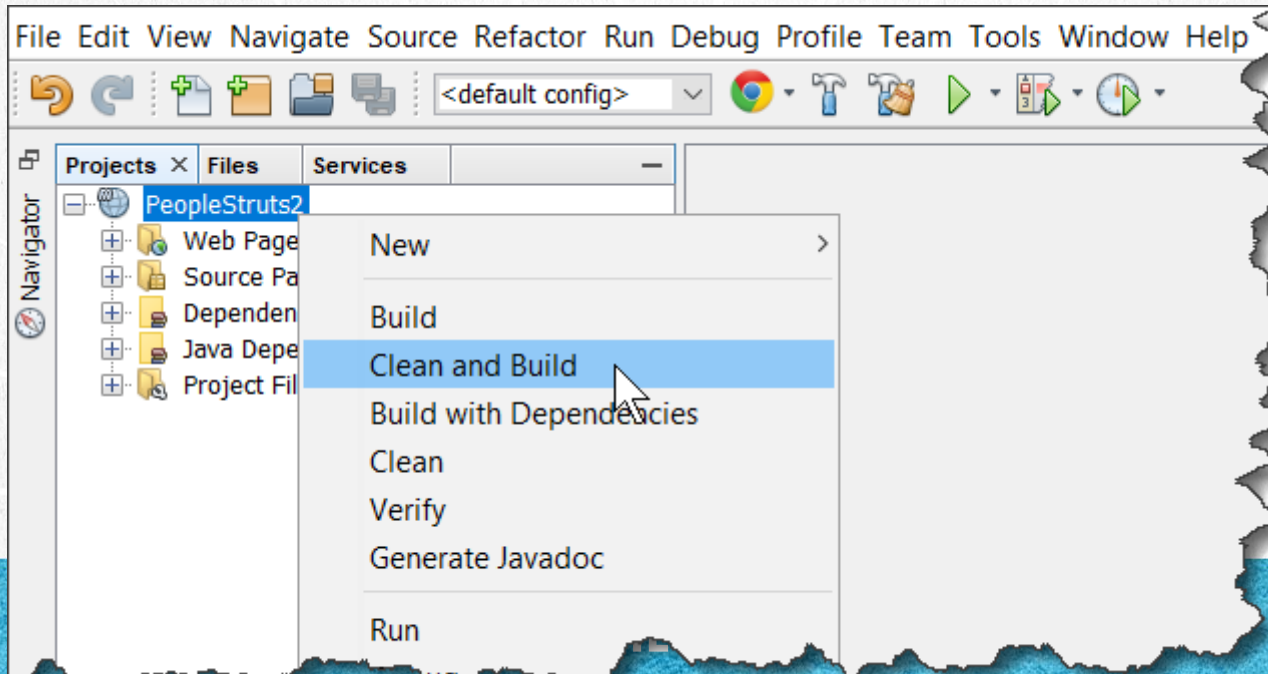 File Edit View Navigate Source Refactor Run Debug Profile Team Tools Window Help
<default config>
Projects Files Services
Navigator
PeopleStruts2
Web Page
Source Pa
Dependen
Java Depe
Project Fil
New
Build
Clean and Build
Build with Dependencies
Clean
Verify
Generate Javadoc
Run